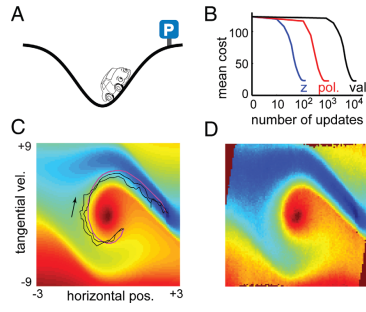 A
P
B
mean cost
100
50
0
0
10
10²
10³
10⁴
z
pol.
val
number of updates
C
+9
tangential vel.
-9
-3
horizontal pos.
+3
D